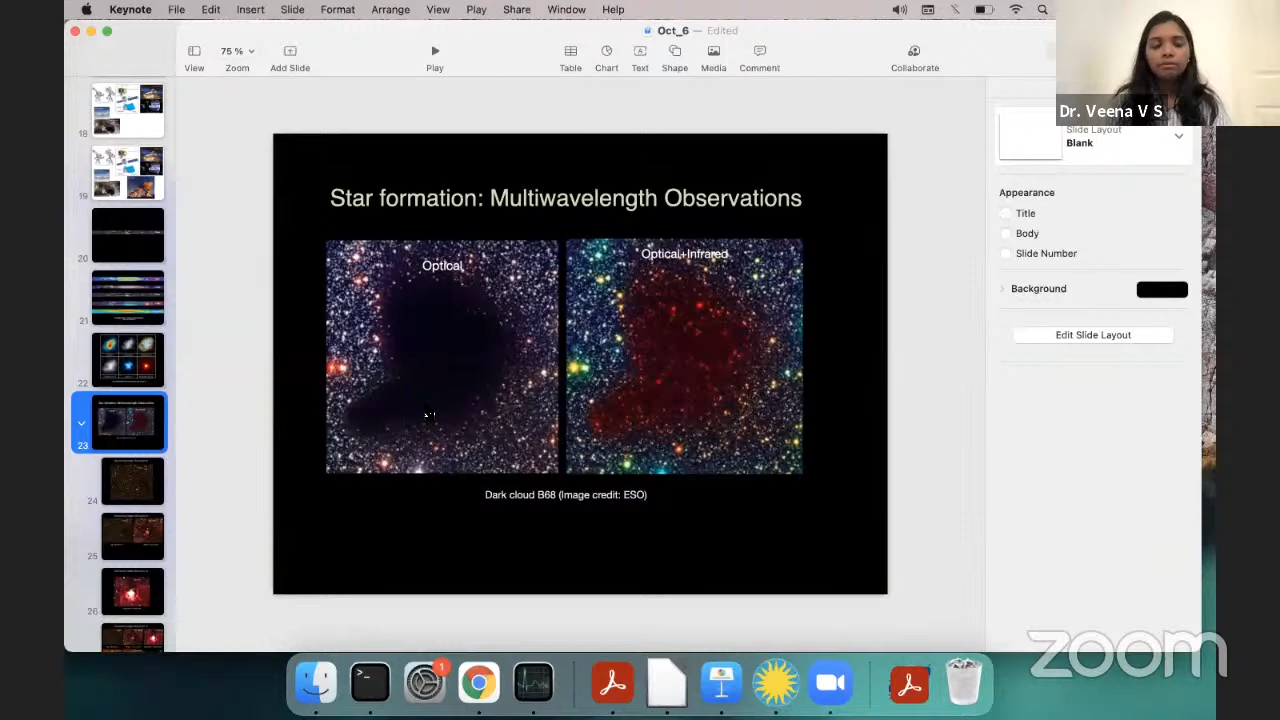 Keynote File Edit Insert Slide Format Arrange View Play Share Window Help
Oct_6 — Edited
75 %
View Zoom Add Slide Play Table Chart Text Shape Media Comment Collaborate
Dr. Veena V S
Slide Layout
Blank
Appearance
Title
Body
Slide Number
Background
Edit Slide Layout
18
19
20
21
22
23
24
25
26
Star formation: Multiwavelength Observations
Optical
Optical+Infrared
Dark cloud B68 (Image credit: ESO)
1
zoom